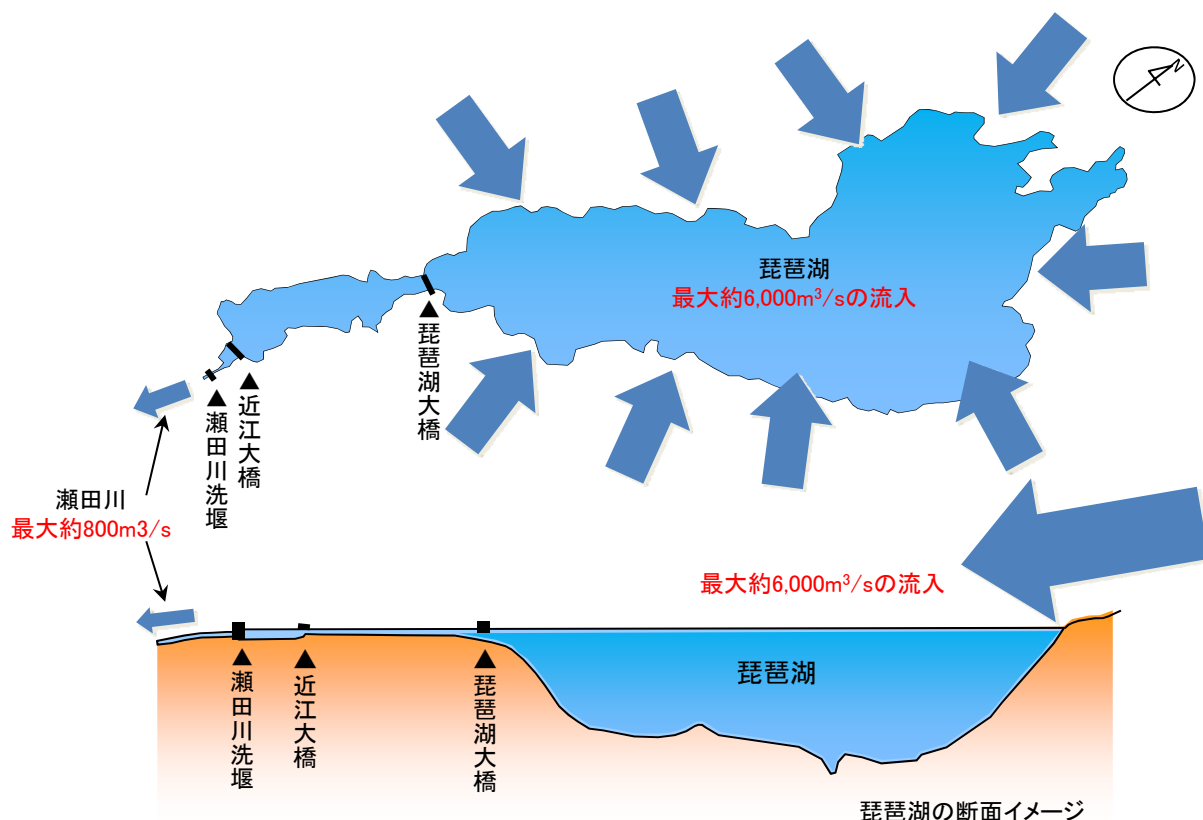 N
琵琶湖
最大約6,000m³/sの流入
琵琶湖大橋
近江大橋
瀬田川洗堰
瀬田川
最大約800m3/s
最大約6,000m³/sの流入
琵琶湖
瀬田川洗堰
近江大橋
琵琶湖大橋
琵琶湖の断面イメージ